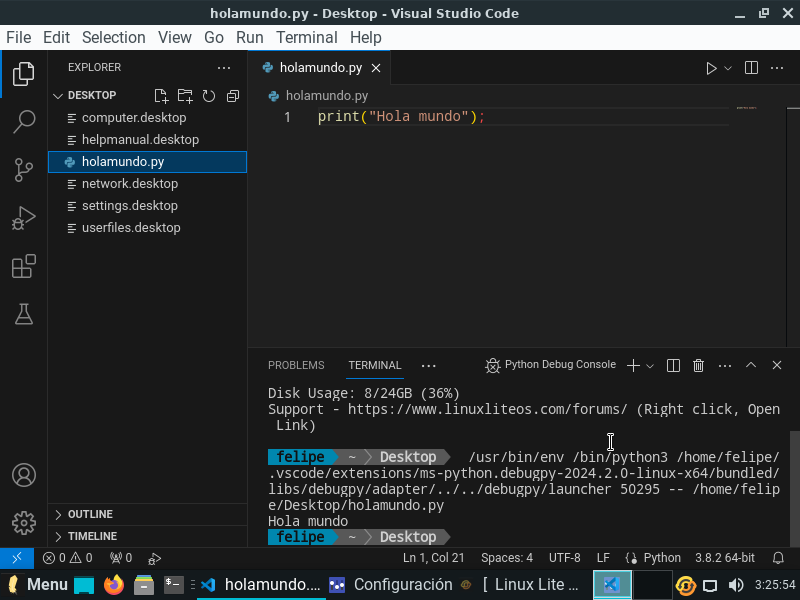 holamundo.py - Desktop - Visual Studio Code
File Edit Selection View Go Run Terminal Help
EXPLORER
DESKTOP
computer.desktop
helpmanual.desktop
holamundo.py
network.desktop
settings.desktop
userfiles.desktop
OUTLINE
TIMELINE
holamundo.py
holamundo.py
1 print("Hola mundo");
PROBLEMS TERMINAL Python Debug Console
Disk Usage: 8/24GB (36%)
Support - https://www.linuxliteos.com/forums/ (Right click, Open
Link)
felipe ~ Desktop /usr/bin/env /bin/python3 /home/felipe/
.vscode/extensions/ms-python.debugpy-2024.2.0-linux-x64/bundled/
libs/debugpy/adapter/../../debugpy/launcher 50295 -- /home/felip
e/Desktop/holamundo.py
Hola mundo
felipe ~ Desktop
0 0 0 Ln 1, Col 21 Spaces: 4 UTF-8 LF Python 3.8.2 64-bit
Menu holamundo.... Configuración [ Linux Lite ... 3:25:54